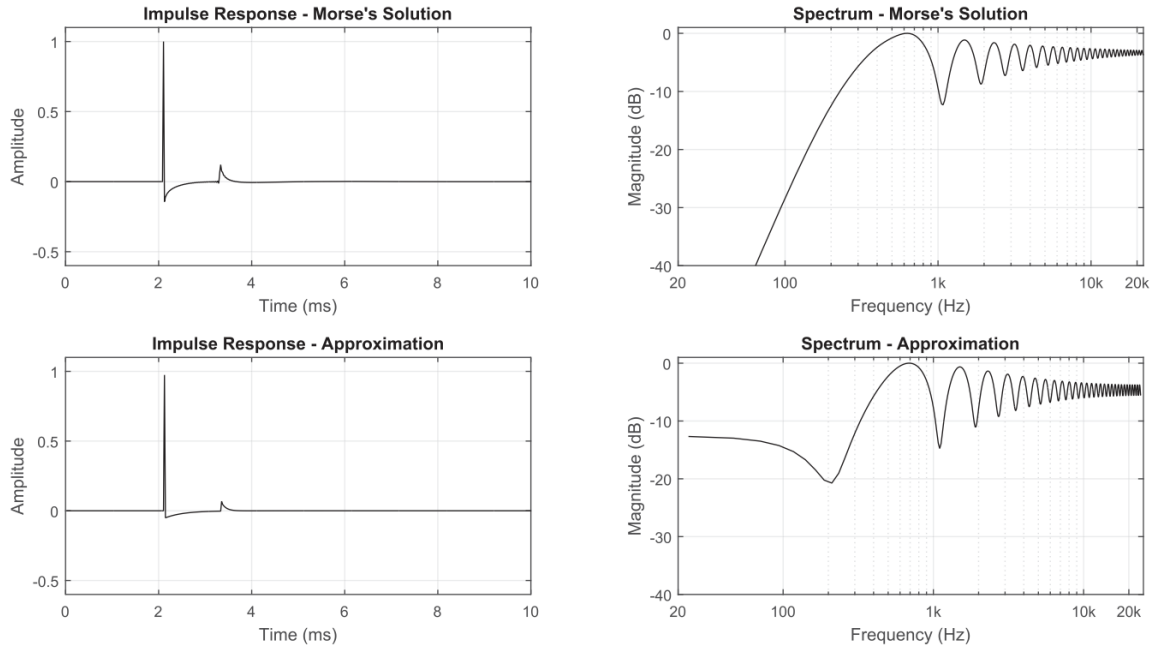 Impulse Response - Morse's Solution
Amplitude
1
0.5
0
-0.5
0 2 4 6 8 10
Time (ms)
Spectrum - Morse's Solution
Magnitude (dB)
0
-10
-20
-30
-40
20 100 1k 10k 20k
Frequency (Hz)
Impulse Response - Approximation
Amplitude
1
0.5
0
-0.5
0 2 4 6 8 10
Time (ms)
Spectrum - Approximation
Magnitude (dB)
0
-10
-20
-30
-40
20 100 1k 10k 20k
Frequency (Hz)